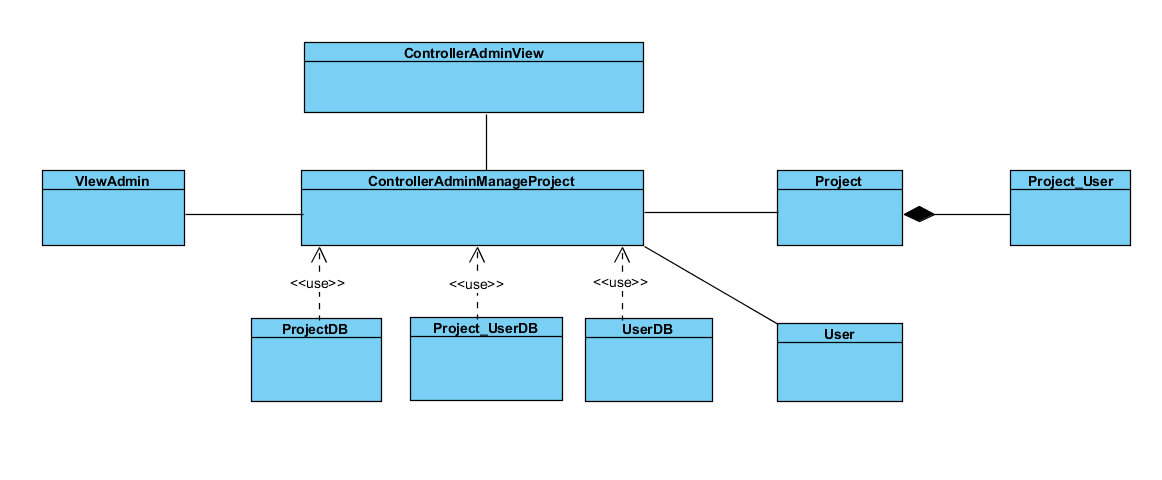 ControllerAdminView
VIewAdmin
ControllerAdminManageProject
Project
Project_User
<<use>>
<<use>>
<<use>>
ProjectDB
Project_UserDB
UserDB
User